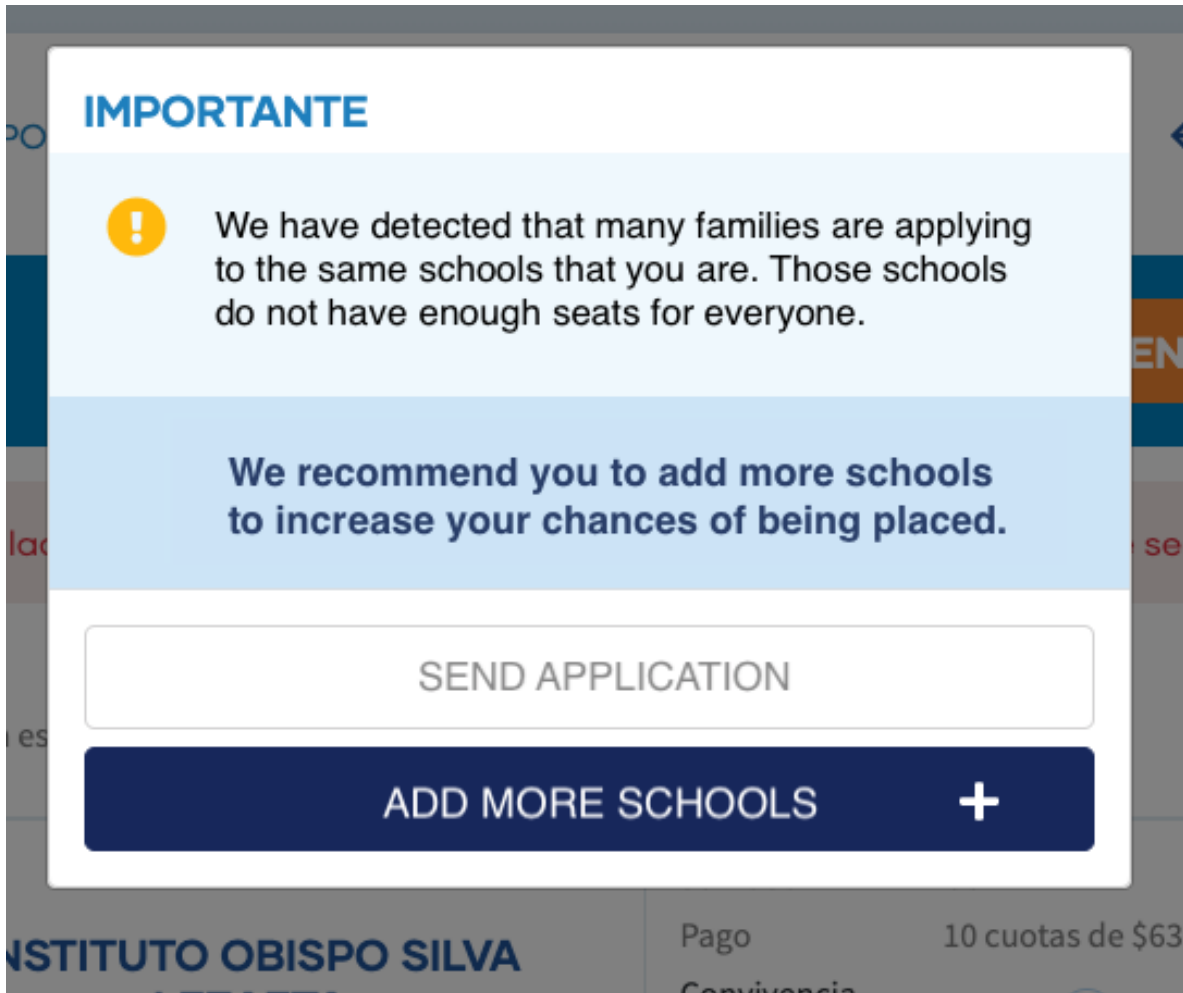 IMPORTANTE
We have detected that many families are applying
to the same schools that you are. Those schools
do not have enough seats for everyone.
We recommend you to add more schools
to increase your chances of being placed.
SEND APPLICATION
ADD MORE SCHOOLS +
OBISPO SILVA
Pago 10 cuotas de $63